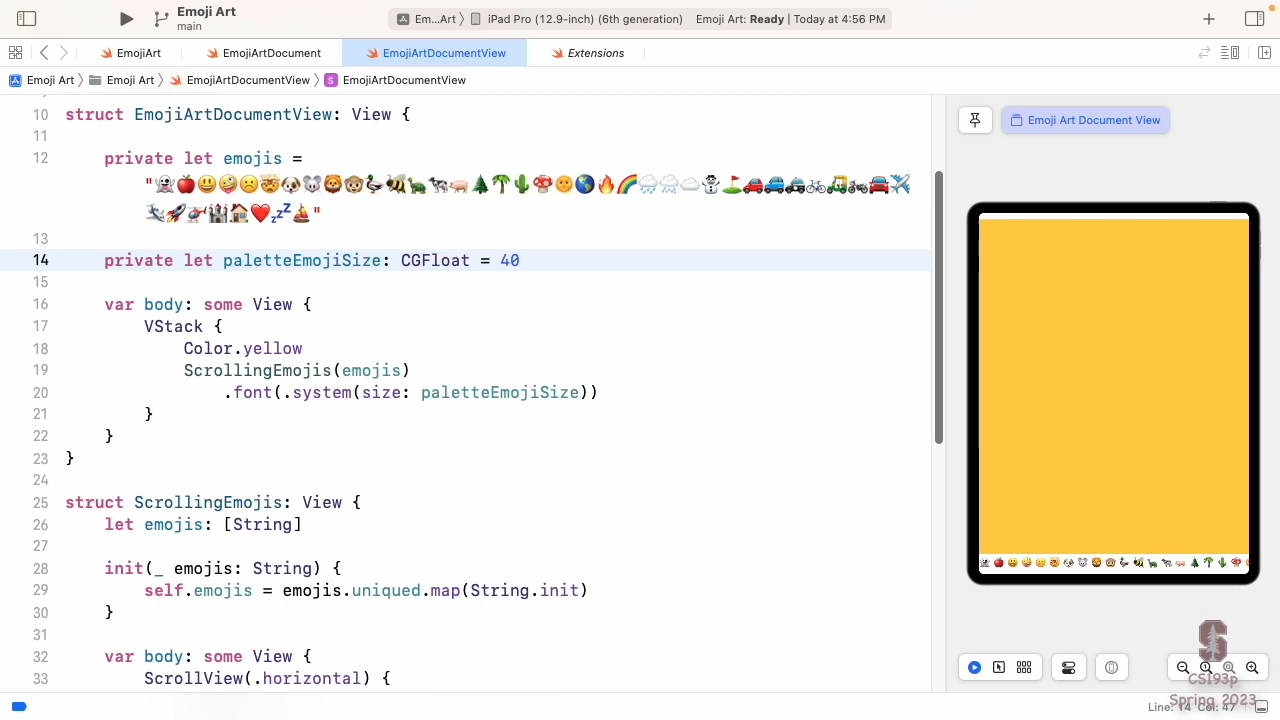 Emoji Art
main
Em...Art 〉 iPad Pro (12.9-inch) (6th generation) Emoji Art: Ready | Today at 4:56 PM
EmojiArt EmojiArtDocument EmojiArtDocumentView Extensions
Emoji Art 〉 Emoji Art 〉 EmojiArtDocumentView 〉 S EmojiArtDocumentView
10 struct EmojiArtDocumentView: View {
11
12 private let emojis =
"👻🍎😃🤪☹️🤯🐶🐭🦁🐵🦆🐝🐢🐄🐖🌲🌴🌵🍄🌞🌎🔥🌈🌧️🌨️☁️⛄️⛳️🚗🚙🚓🚲🛺🏍️🚘✈️
🛩️🚀🚁🏰🏠❤️💤⛵️"
13
14 private let paletteEmojiSize: CGFloat = 40
15
16 var body: some View {
17 VStack {
18 Color.yellow
19 ScrollingEmojis(emojis)
20 .font(.system(size: paletteEmojiSize))
21 }
22 }
23 }
24
25 struct ScrollingEmojis: View {
26 let emojis: [String]
27
28 init(_ emojis: String) {
29 self.emojis = emojis.uniqued.map(String.init)
30 }
31
32 var body: some View {
33 ScrollView(.horizontal) {
Emoji Art Document View
S
CS193p
Spring 2023
Line: 14 Col: 47